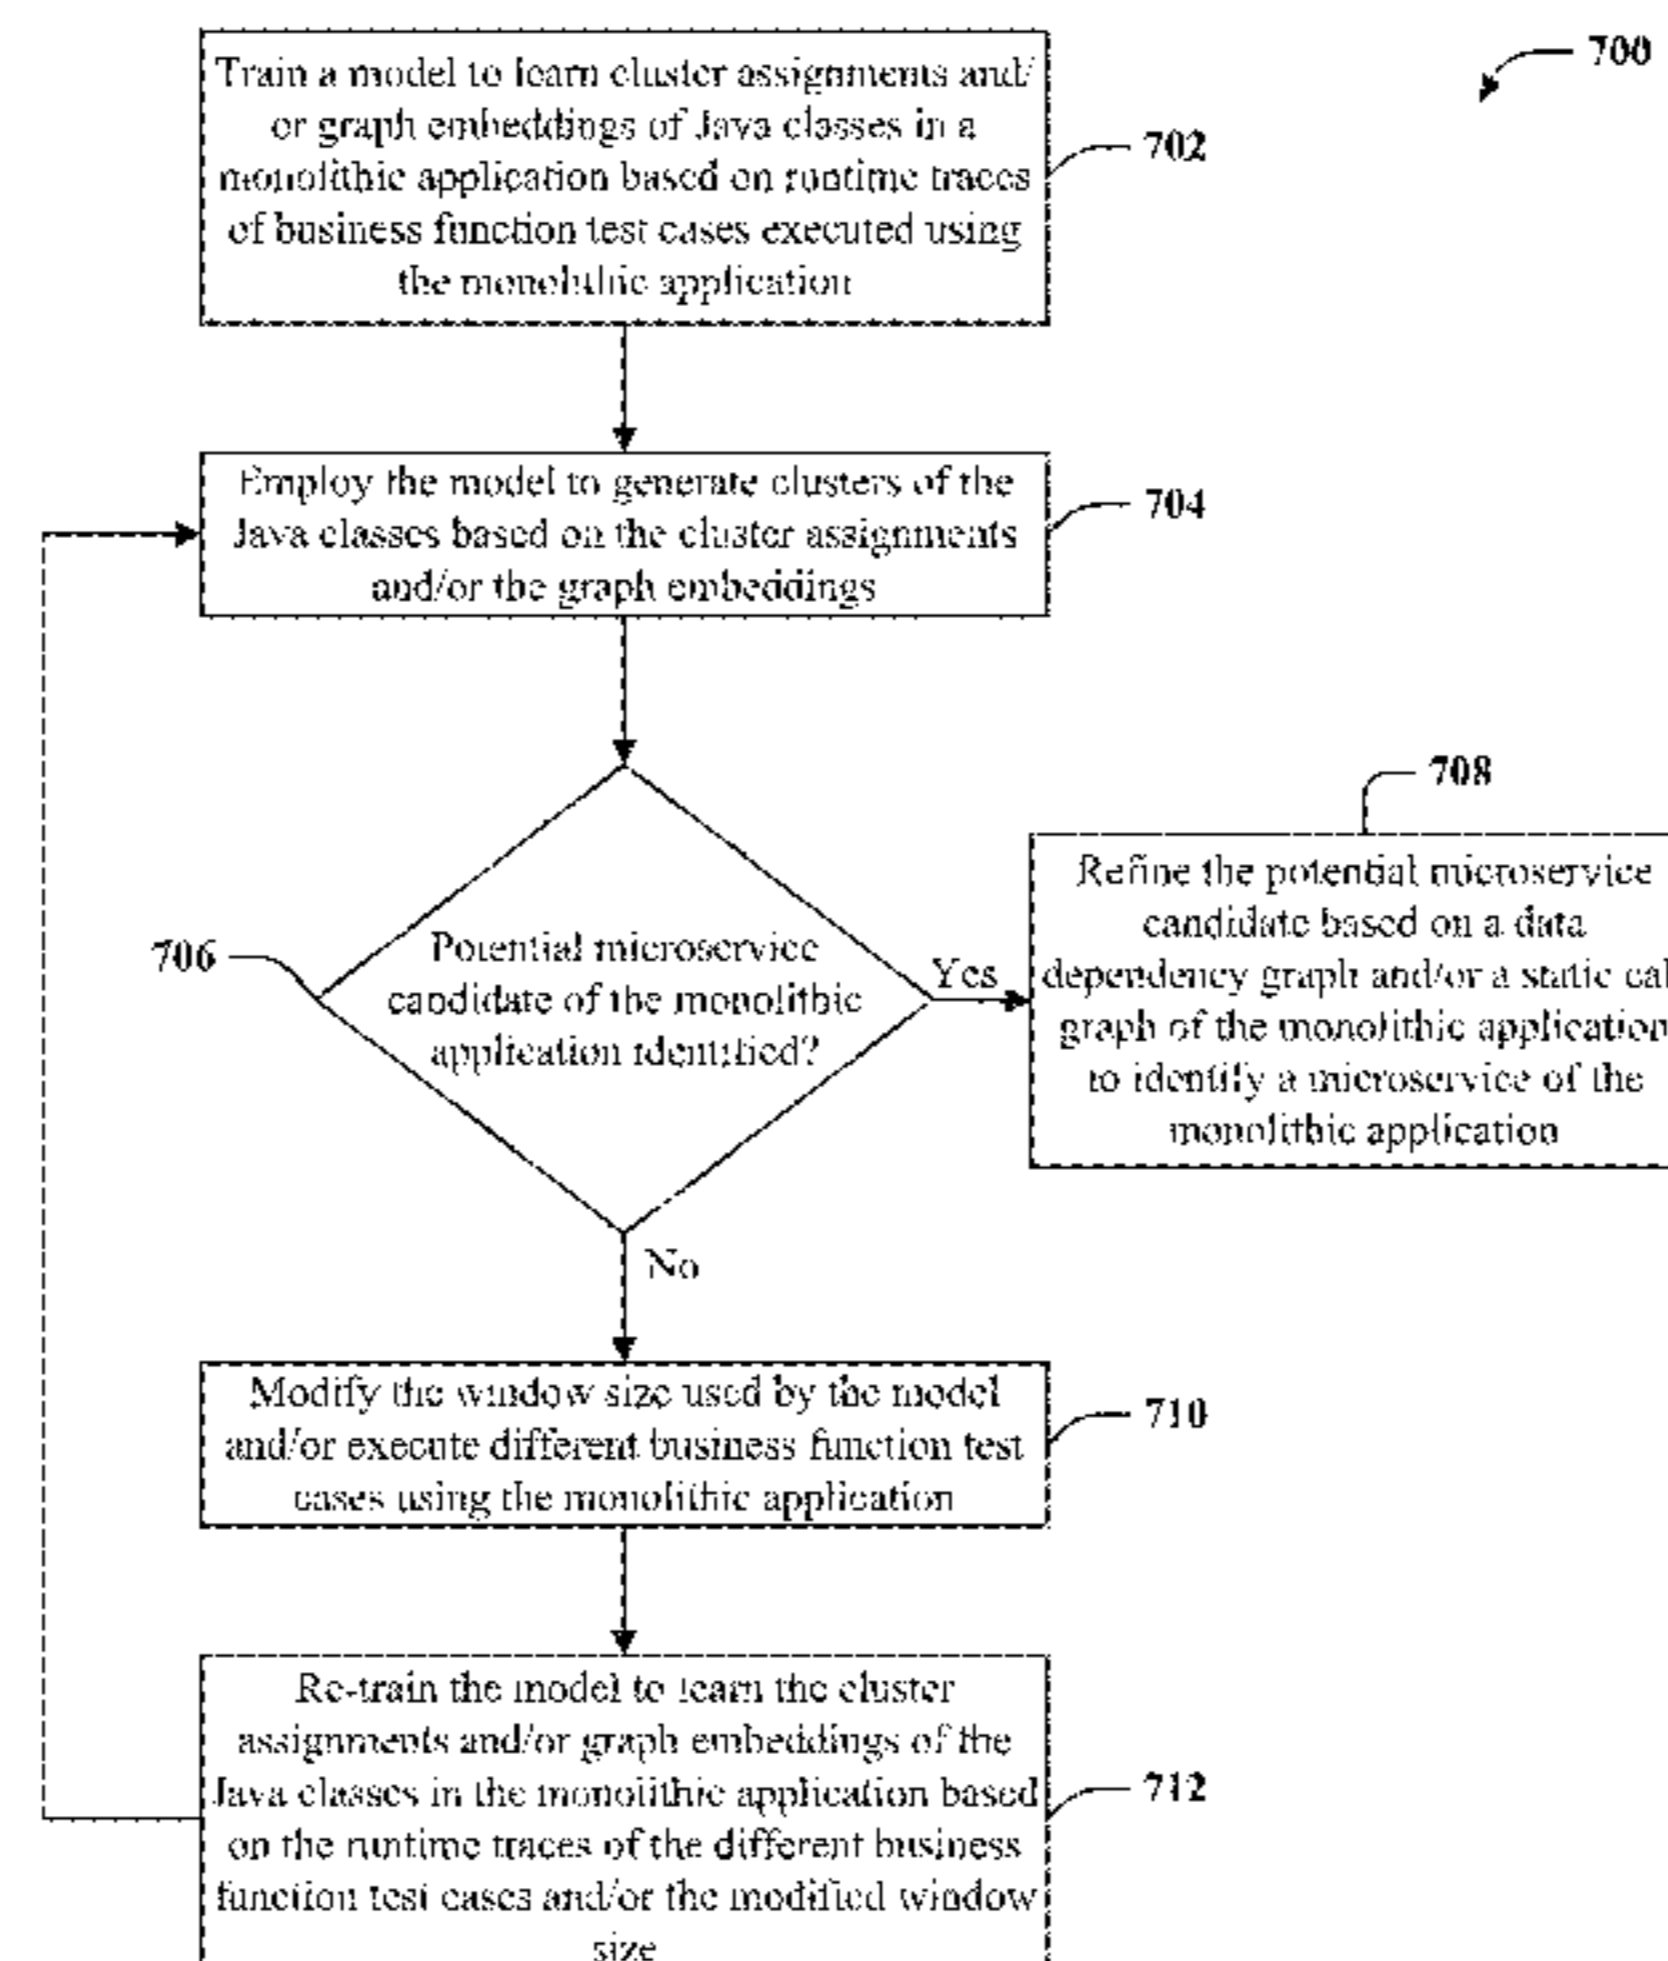 700
Train a model to learn cluster assignments and/
or graph embeddings of Java classes in a
monolithic application based on runtime traces
of business function test cases executed using
the monolithic application
702
Employ the model to generate clusters of the
Java classes based on the cluster assignments
and/or the graph embeddings
704
706
Potential microservice
candidate of the monolithic
application identified?
Yes
708
Refine the potential microservice
candidate based on a data
dependency graph and/or a static cal
graph of the monolithic application
to identify a microservice of the
monolithic application
No
Modify the window size used by the model
and/or execute different business function test
cases using the monolithic application
710
Re-train the model to learn the cluster
assignments and/or graph embeddings of the
Java classes in the monolithic application based
on the runtime traces of the different business
function test cases and/or the modified window
size
712